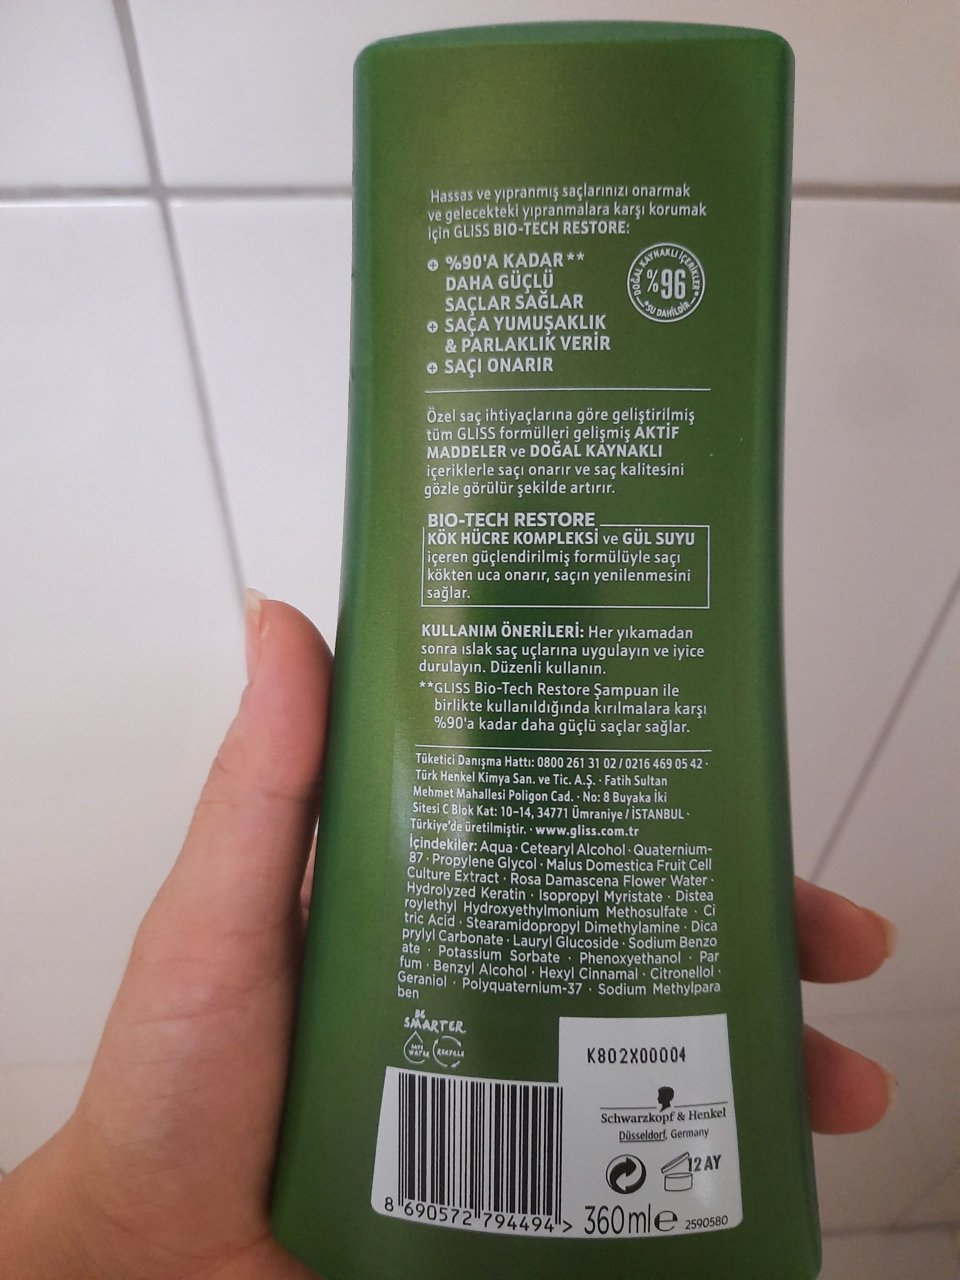 Hassas ve yıpranmış saçlarınızı onarmak
ve gelecekteki yıpranmalara karşı korumak
için GLISS BIO-TECH RESTORE:
%90'A KADAR**
DAHA GÜÇLÜ
SAÇLAR SAĞLAR
SAÇA YUMUŞAKLIK
& PARLAKLIK VERİR
SAÇI ONARIR
DOĞAL KAYNAKLI İÇERİKLER*
%96
*SU DAHİLDİR
Özel saç ihtiyaçlarına göre geliştirilmiş
tüm GLISS formülleri gelişmiş AKTİF
MADDELER ve DOĞAL KAYNAKLI
içeriklerle saçı onarır ve saç kalitesini
gözle görülür şekilde artırır.
BIO-TECH RESTORE
KÖK HÜCRE KOMPLEKSİ ve GÜL SUYU
içeren güçlendirilmiş formülüyle saçı
kökten uca onarır, saçın yenilenmesini
sağlar.
KULLANIM ÖNERİLERİ: Her yıkamadan
sonra ıslak saç uçlarına uygulayın ve iyice
durulayın. Düzenli kullanın.
**GLISS Bio-Tech Restore Şampuan ile
birlikte kullanıldığında kırılmalara karşı
%90'a kadar daha güçlü saçlar sağlar.
Tüketici Danışma Hattı: 0800 261 31 02 / 0216 469 05 42 ·
Türk Henkel Kimya San. ve Tic. A.Ş. · Fatih Sultan
Mehmet Mahallesi Poligon Cad. · No: 8 Buyaka İki
Sitesi C Blok Kat: 10-14, 34771 Ümraniye / İSTANBUL ·
Türkiye'de üretilmiştir. · www.gliss.com.tr
İçindekiler: Aqua · Cetearyl Alcohol · Quaternium-
87 · Propylene Glycol · Malus Domestica Fruit Cell
Culture Extract · Rosa Damascena Flower Water ·
Hydrolyzed Keratin · Isopropyl Myristate · Distea
roylethyl Hydroxyethylmonium Methosulfate · Ci
tric Acid · Stearamidopropyl Dimethylamine · Dica
prylyl Carbonate · Lauryl Glucoside · Sodium Benzo
ate · Potassium Sorbate · Phenoxyethanol · Par
fum · Benzyl Alcohol · Hexyl Cinnamal · Citronellol ·
Geraniol · Polyquaternium-37 · Sodium Methylpara
ben
BE
SMARTER
SAVE
WATER
RECYCLE
K802X00004
Schwarzkopf & Henkel
Düsseldorf, Germany
12 AY
8 690572 794494 >
360 ml e
2590580